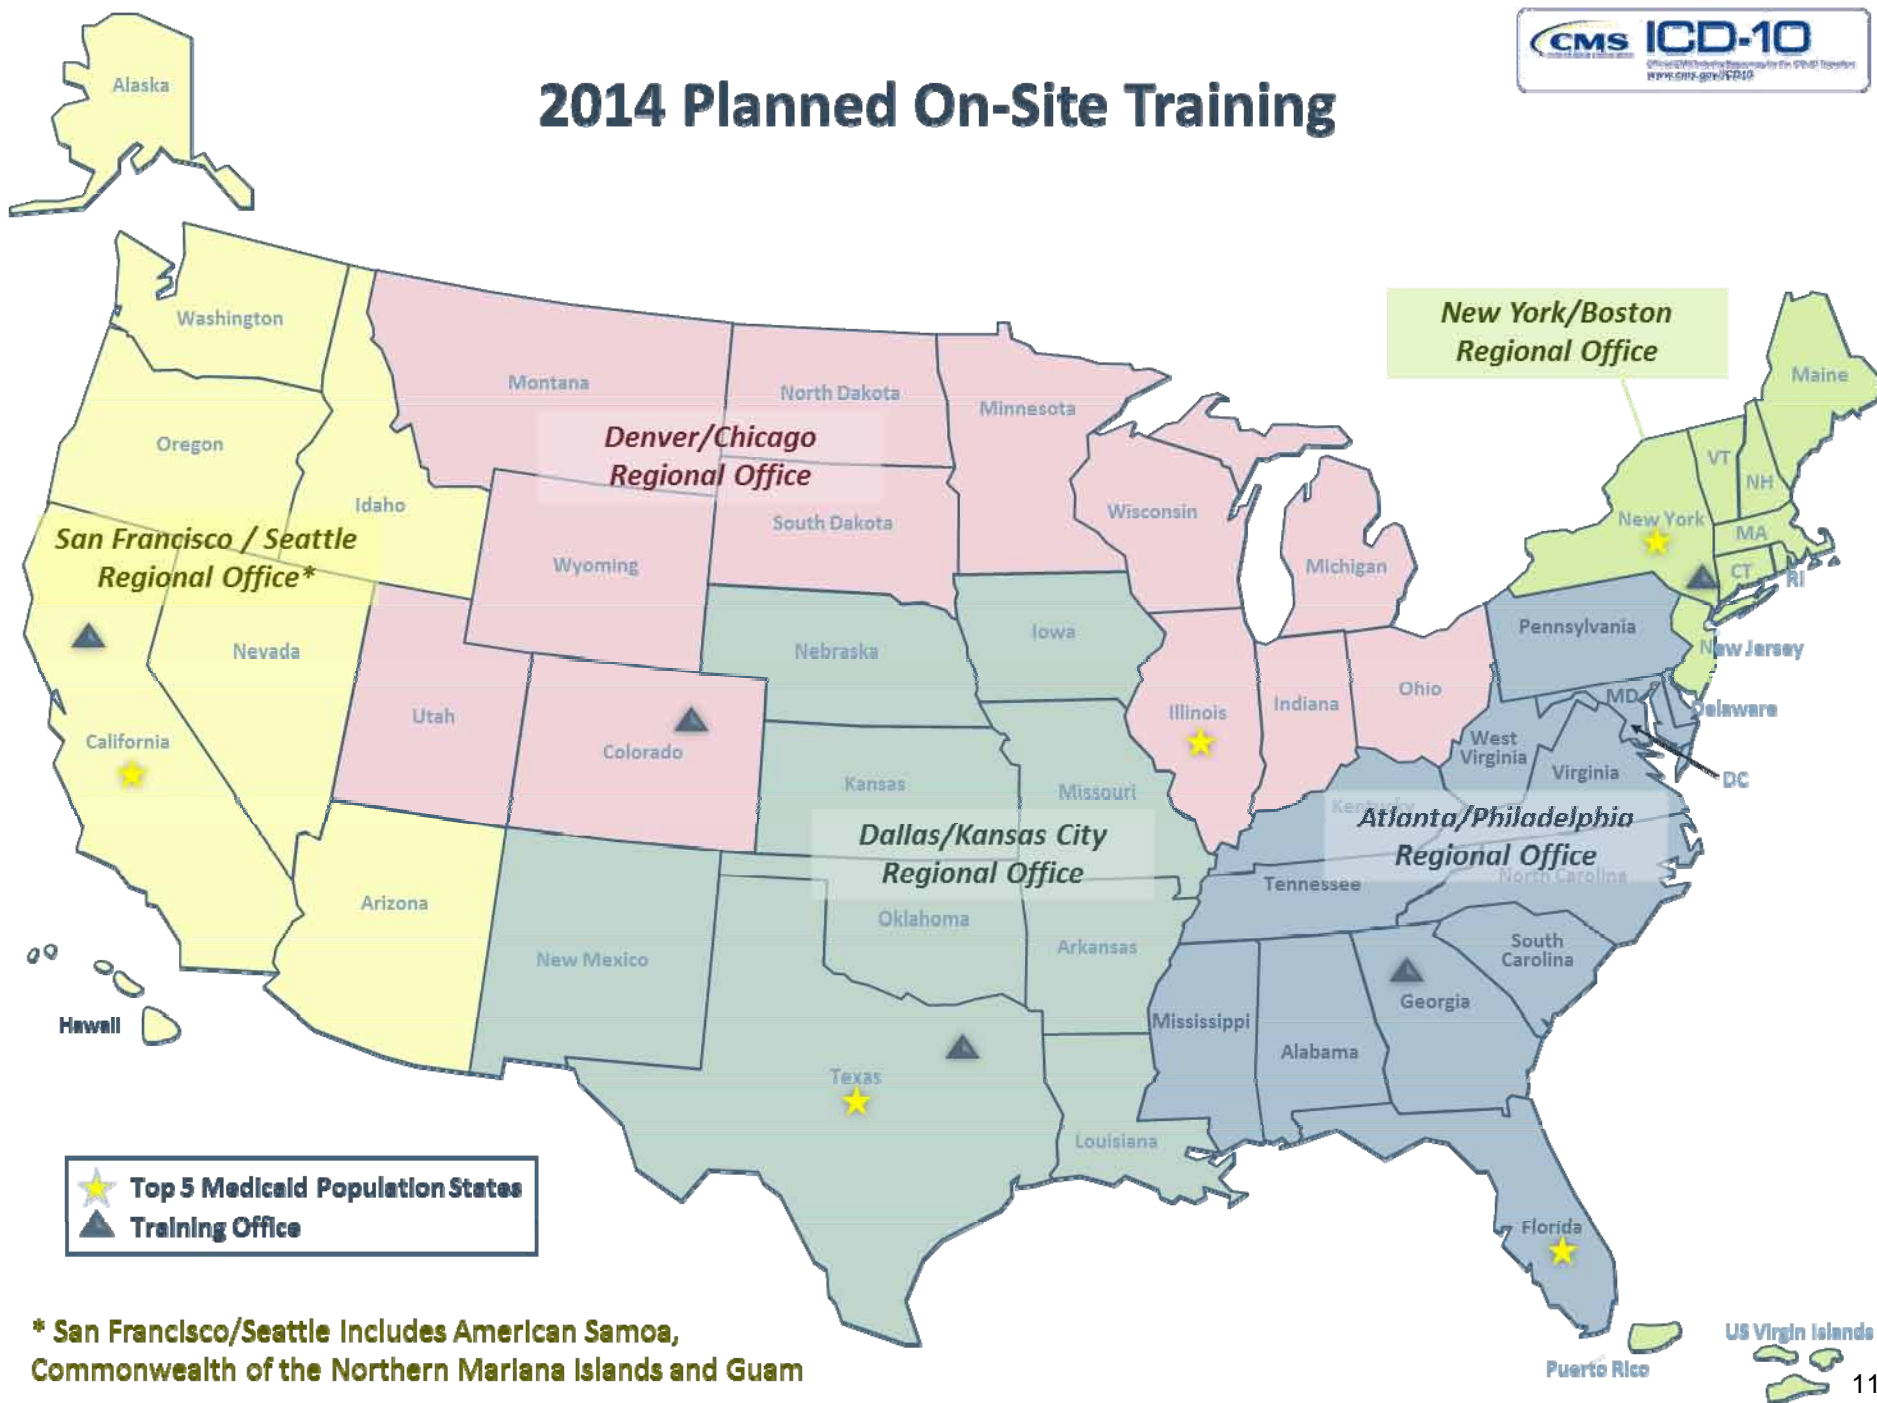 CMS ICD-10
www.cms.gov/ICD10
2014 Planned On-Site Training
Alaska
Washington
Oregon
Idaho
Montana
North Dakota
Minnesota
Denver/Chicago
Regional Office
South Dakota
Wyoming
Wisconsin
Michigan
New York/Boston
Regional Office
Maine
VT
NH
New York
MA
CT
RI
San Francisco / Seattle
Regional Office*
Nevada
California
Utah
Colorado
Nebraska
Iowa
Illinois
Indiana
Ohio
Pennsylvania
New Jersey
MD
Delaware
DC
West
Virginia
Virginia
Kansas
Missouri
Kentucky
Dallas/Kansas City
Regional Office
Atlanta/Philadelphia
Regional Office
Tennessee
North Carolina
Arizona
New Mexico
Oklahoma
Arkansas
South
Carolina
Georgia
Mississippi
Alabama
Texas
Louisiana
Florida
Hawaii
Top 5 Medicaid Population States
Training Office
* San Francisco/Seattle Includes American Samoa,
Commonwealth of the Northern Mariana Islands and Guam
Puerto Rico
US Virgin Islands
11